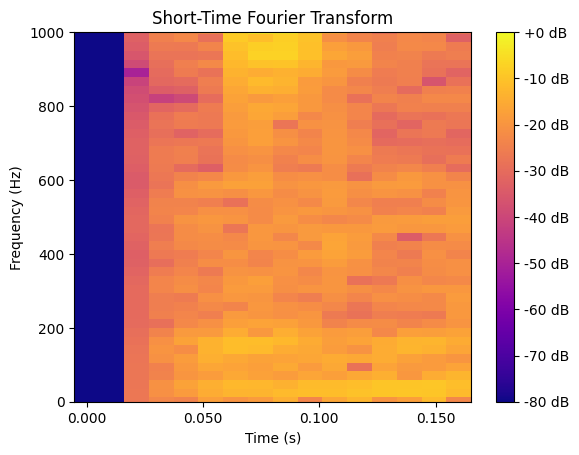 Short-Time Fourier Transform
1000
800
600
400
200
0
Frequency (Hz)
0.000
0.050
0.100
0.150
Time (s)
+0 dB
-10 dB
-20 dB
-30 dB
-40 dB
-50 dB
-60 dB
-70 dB
-80 dB